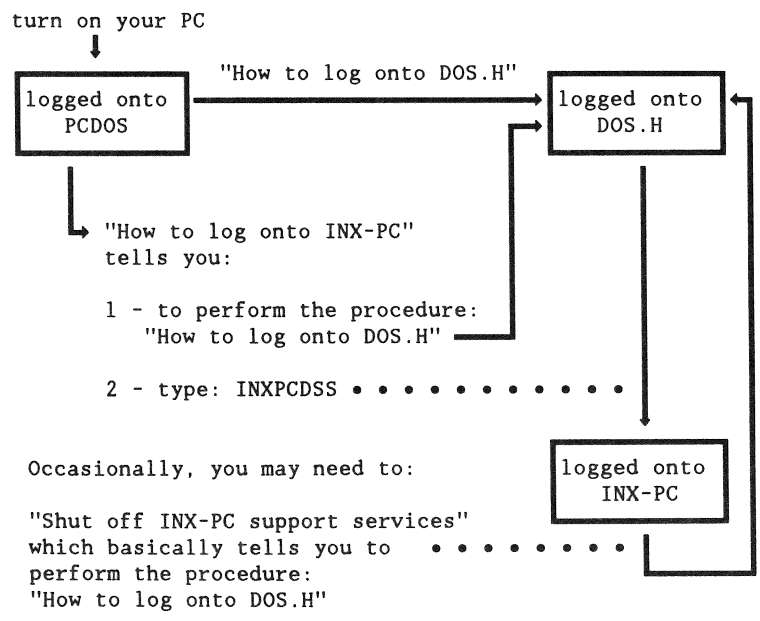 turn on your PC
"How to log onto DOS.H"
logged onto
PCDOS
logged onto
DOS.H
"How to log onto INX-PC"
tells you:
1 - to perform the procedure:
"How to log onto DOS.H"
2 - type: INXPCDSS
logged onto
INX-PC
Occasionally, you may need to:
"Shut off INX-PC support services"
which basically tells you to
perform the procedure:
"How to log onto DOS.H"